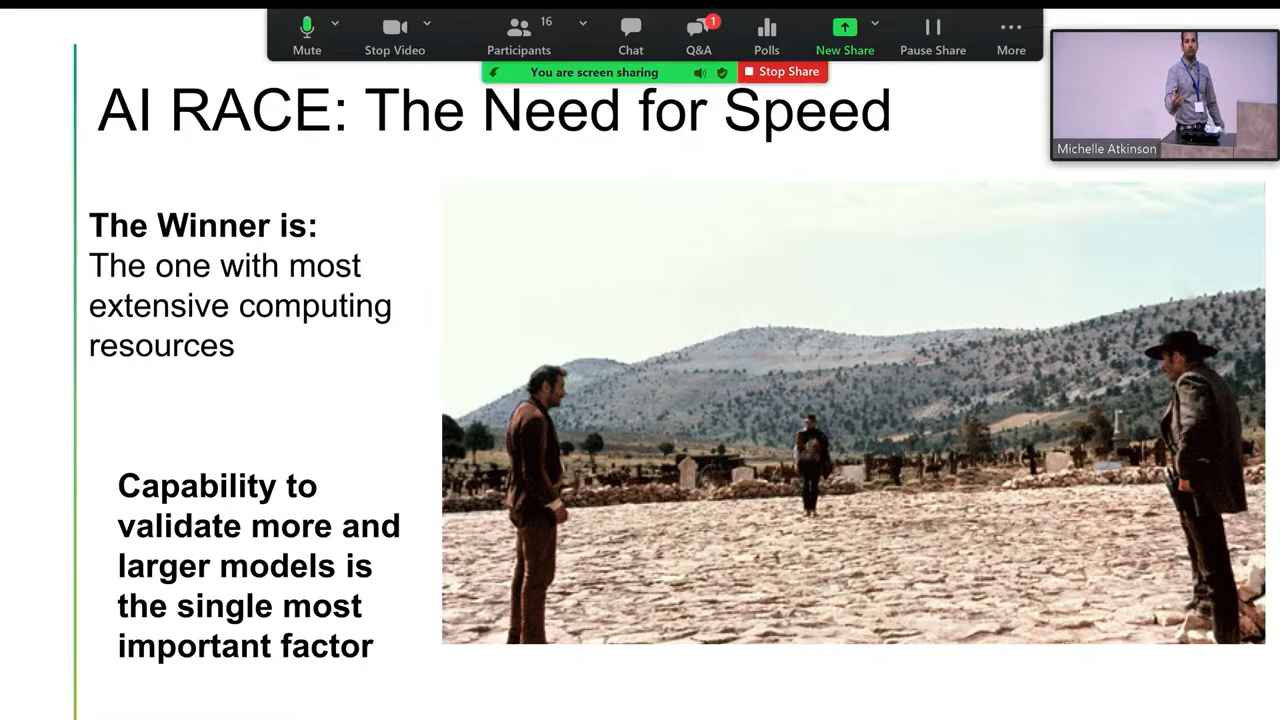 Mute
Stop Video
Participants
16
Chat
Q&A
1
Polls
New Share
Pause Share
More
You are screen sharing
Stop Share
Michelle Atkinson
AI RACE: The Need for Speed
The Winner is:
The one with most
extensive computing
resources
Capability to
validate more and
larger models is
the single most
important factor